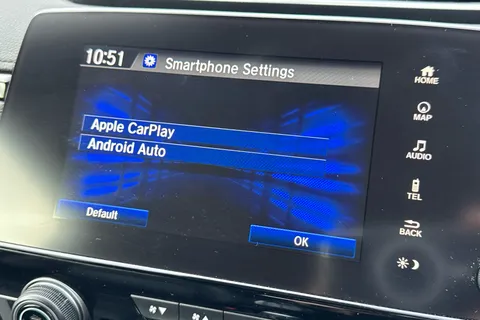 10:51 Smartphone Settings
Apple CarPlay
Android Auto
Default
OK
HOME
MAP
AUDIO
TEL
BACK